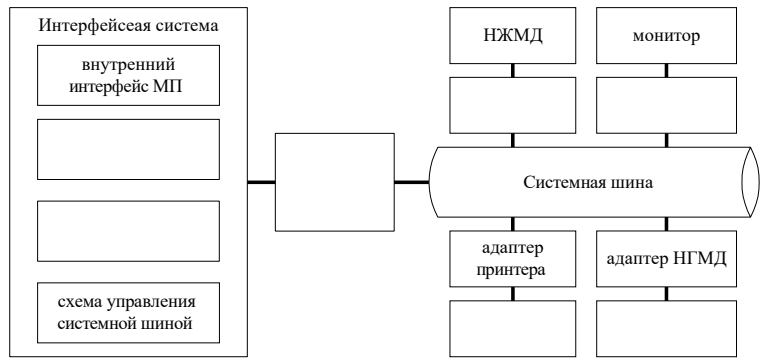 Интерфейсеая система
внутренний
интерфейс МП
схема управления
системной шиной
НЖМД
монитор
Системная шина
адаптер
принтера
адаптер НГМД